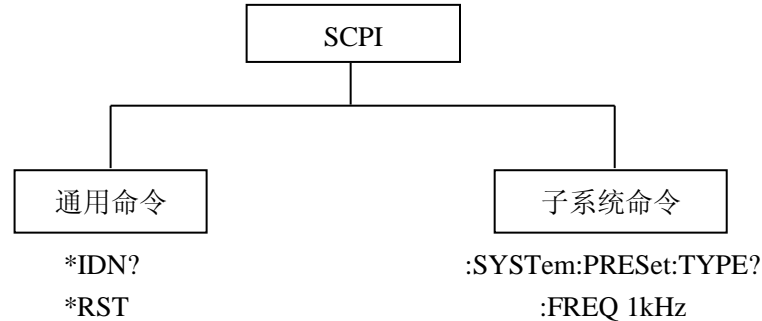 SCPI
通用命令
子系统命令
*IDN?
:SYSTem:PRESet:TYPE?
*RST
:FREQ 1kHz